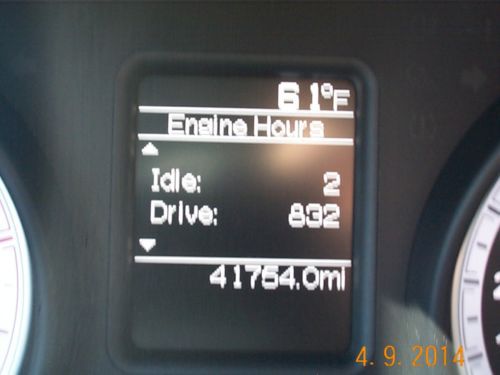 61°F
Engine Hours
Idle: 2
Drive: 832
41764.0mi
4. 9. 2014